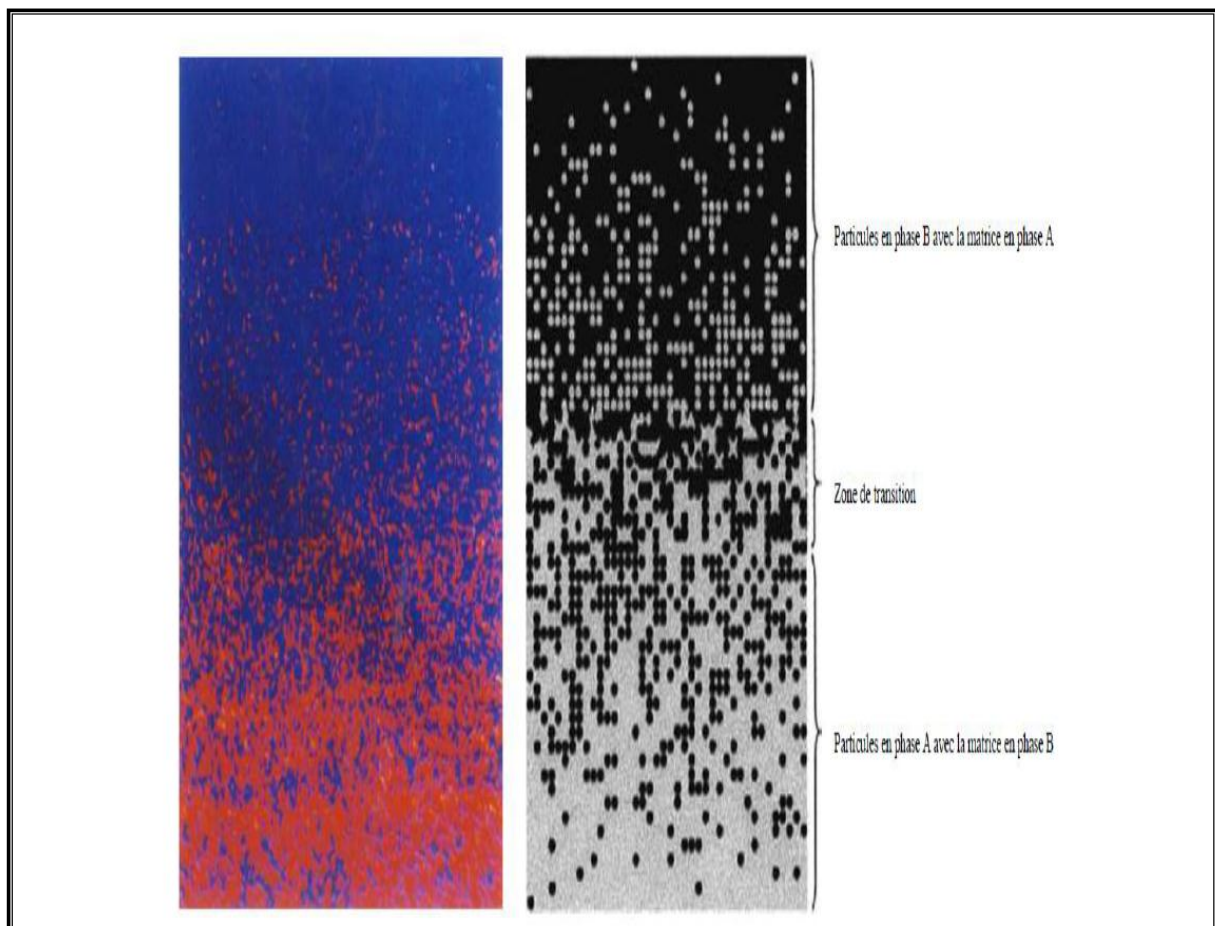 Particules en phase B avec la matrice en phase A
Zone de transition
Particules en phase A avec la matrice en phase B